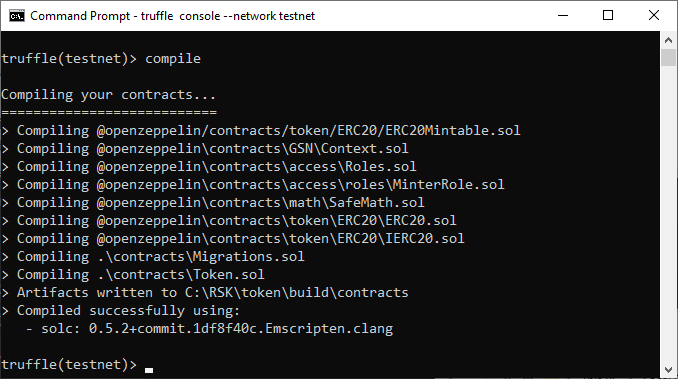 Command Prompt - truffle  console --network testnet
truffle(testnet)> compile
Compiling your contracts...
===========================
> Compiling @openzeppelin/contracts/token/ERC20/ERC20Mintable.sol
> Compiling @openzeppelin\contracts\GSN\Context.sol
> Compiling @openzeppelin\contracts\access\Roles.sol
> Compiling @openzeppelin\contracts\access\roles\MinterRole.sol
> Compiling @openzeppelin\contracts\math\SafeMath.sol
> Compiling @openzeppelin\contracts\token\ERC20\ERC20.sol
> Compiling @openzeppelin\contracts\token\ERC20\IERC20.sol
> Compiling .\contracts\Migrations.sol
> Compiling .\contracts\Token.sol
> Artifacts written to C:\RSK\token\build\contracts
> Compiled successfully using:
   - solc: 0.5.2+commit.1df8f40c.Emscripten.clang
truffle(testnet)>